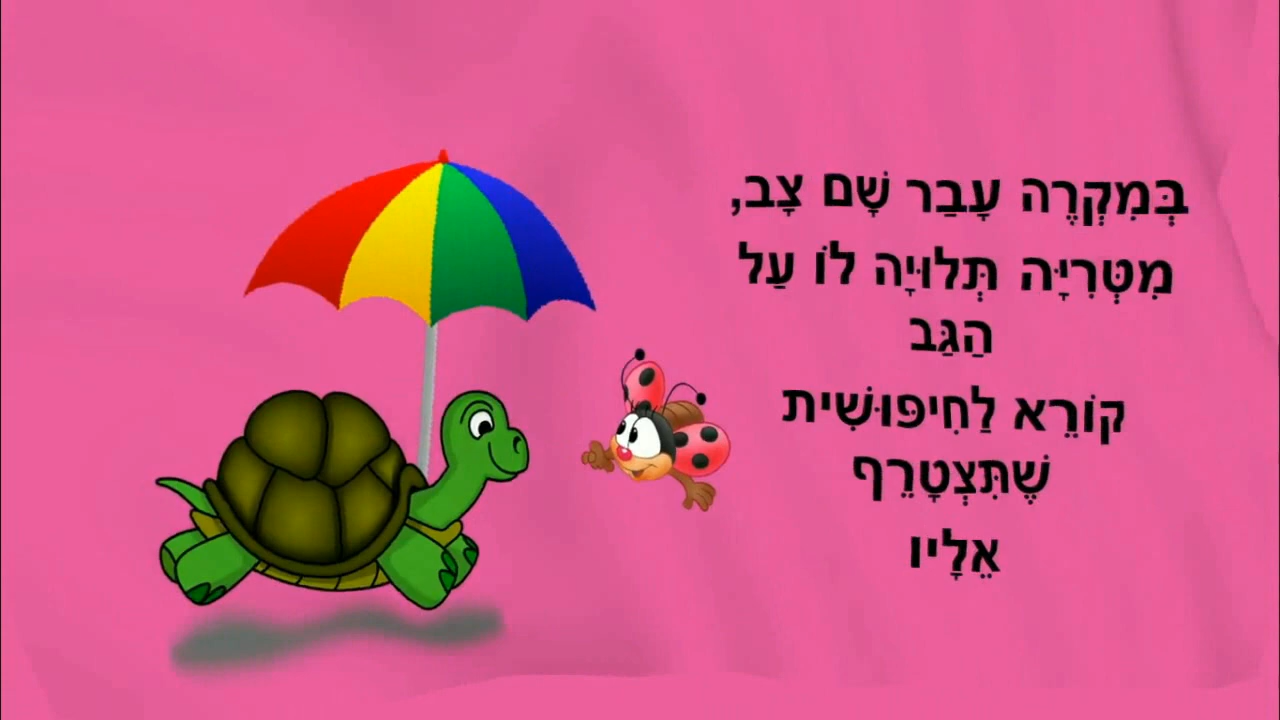 בְּמִקְרֶה עָבַר שָׁם צָב,
מִטְּרִיָּה תְּלוּיָה לוֹ עַל
הַגַּב
קוֹרֵא לַחִיפּוּשִׁית
שֶׁתִּצְטָרֵף
אֵלָיו